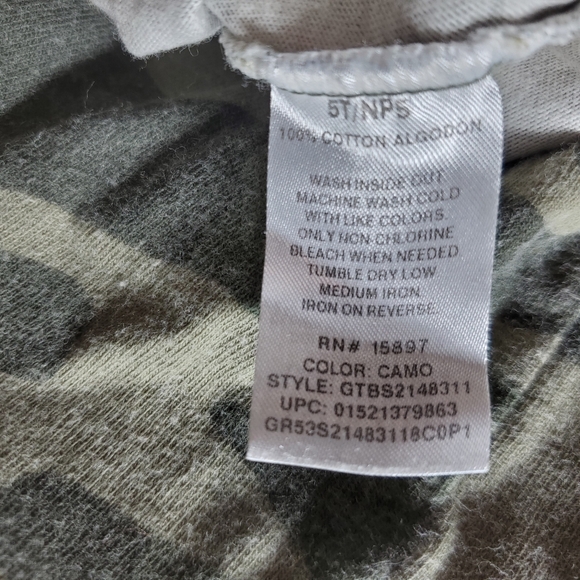 5T/NPS
100% COTTON ALGODON
WASH INSIDE OUT.
MACHINE WASH COLD
WITH LIKE COLORS.
ONLY NON CHLORINE
BLEACH WHEN NEEDED
TUMBLE DRY LOW
MEDIUM IRON
IRON ON REVERSE.
RN# 15897
COLOR: CAMO
STYLE: GTBS2148311
UPC: 01521379863
GR53S21483118C0P1